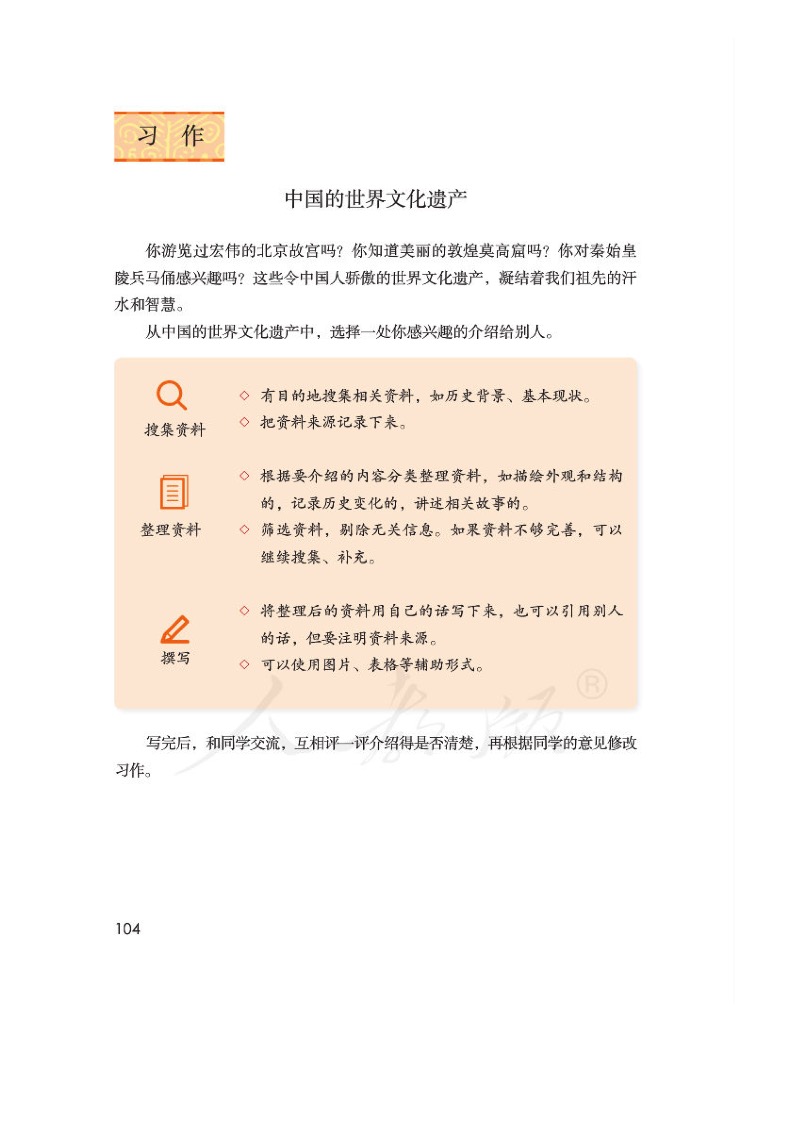 习 作
中国的世界文化遗产
你游览过宏伟的北京故宫吗？你知道美丽的敦煌莫高窟吗？你对秦始皇
陵兵马俑感兴趣吗？这些令中国人骄傲的世界文化遗产，凝结着我们祖先的汗
水和智慧。
从中国的世界文化遗产中，选择一处你感兴趣的介绍给别人。
搜集资料
◇ 有目的地搜集相关资料，如历史背景、基本现状。
◇ 把资料来源记录下来。
整理资料
◇ 根据要介绍的内容分类整理资料，如描绘外观和结构
的，记录历史变化的，讲述相关故事的。
◇ 筛选资料，剔除无关信息。如果资料不够完善，可以
继续搜集、补充。
撰写
◇ 将整理后的资料用自己的话写下来，也可以引用别人
的话，但要注明资料来源。
◇ 可以使用图片、表格等辅助形式。
人教版®
写完后，和同学交流，互相评一评介绍得是否清楚，再根据同学的意见修改
习作。
104